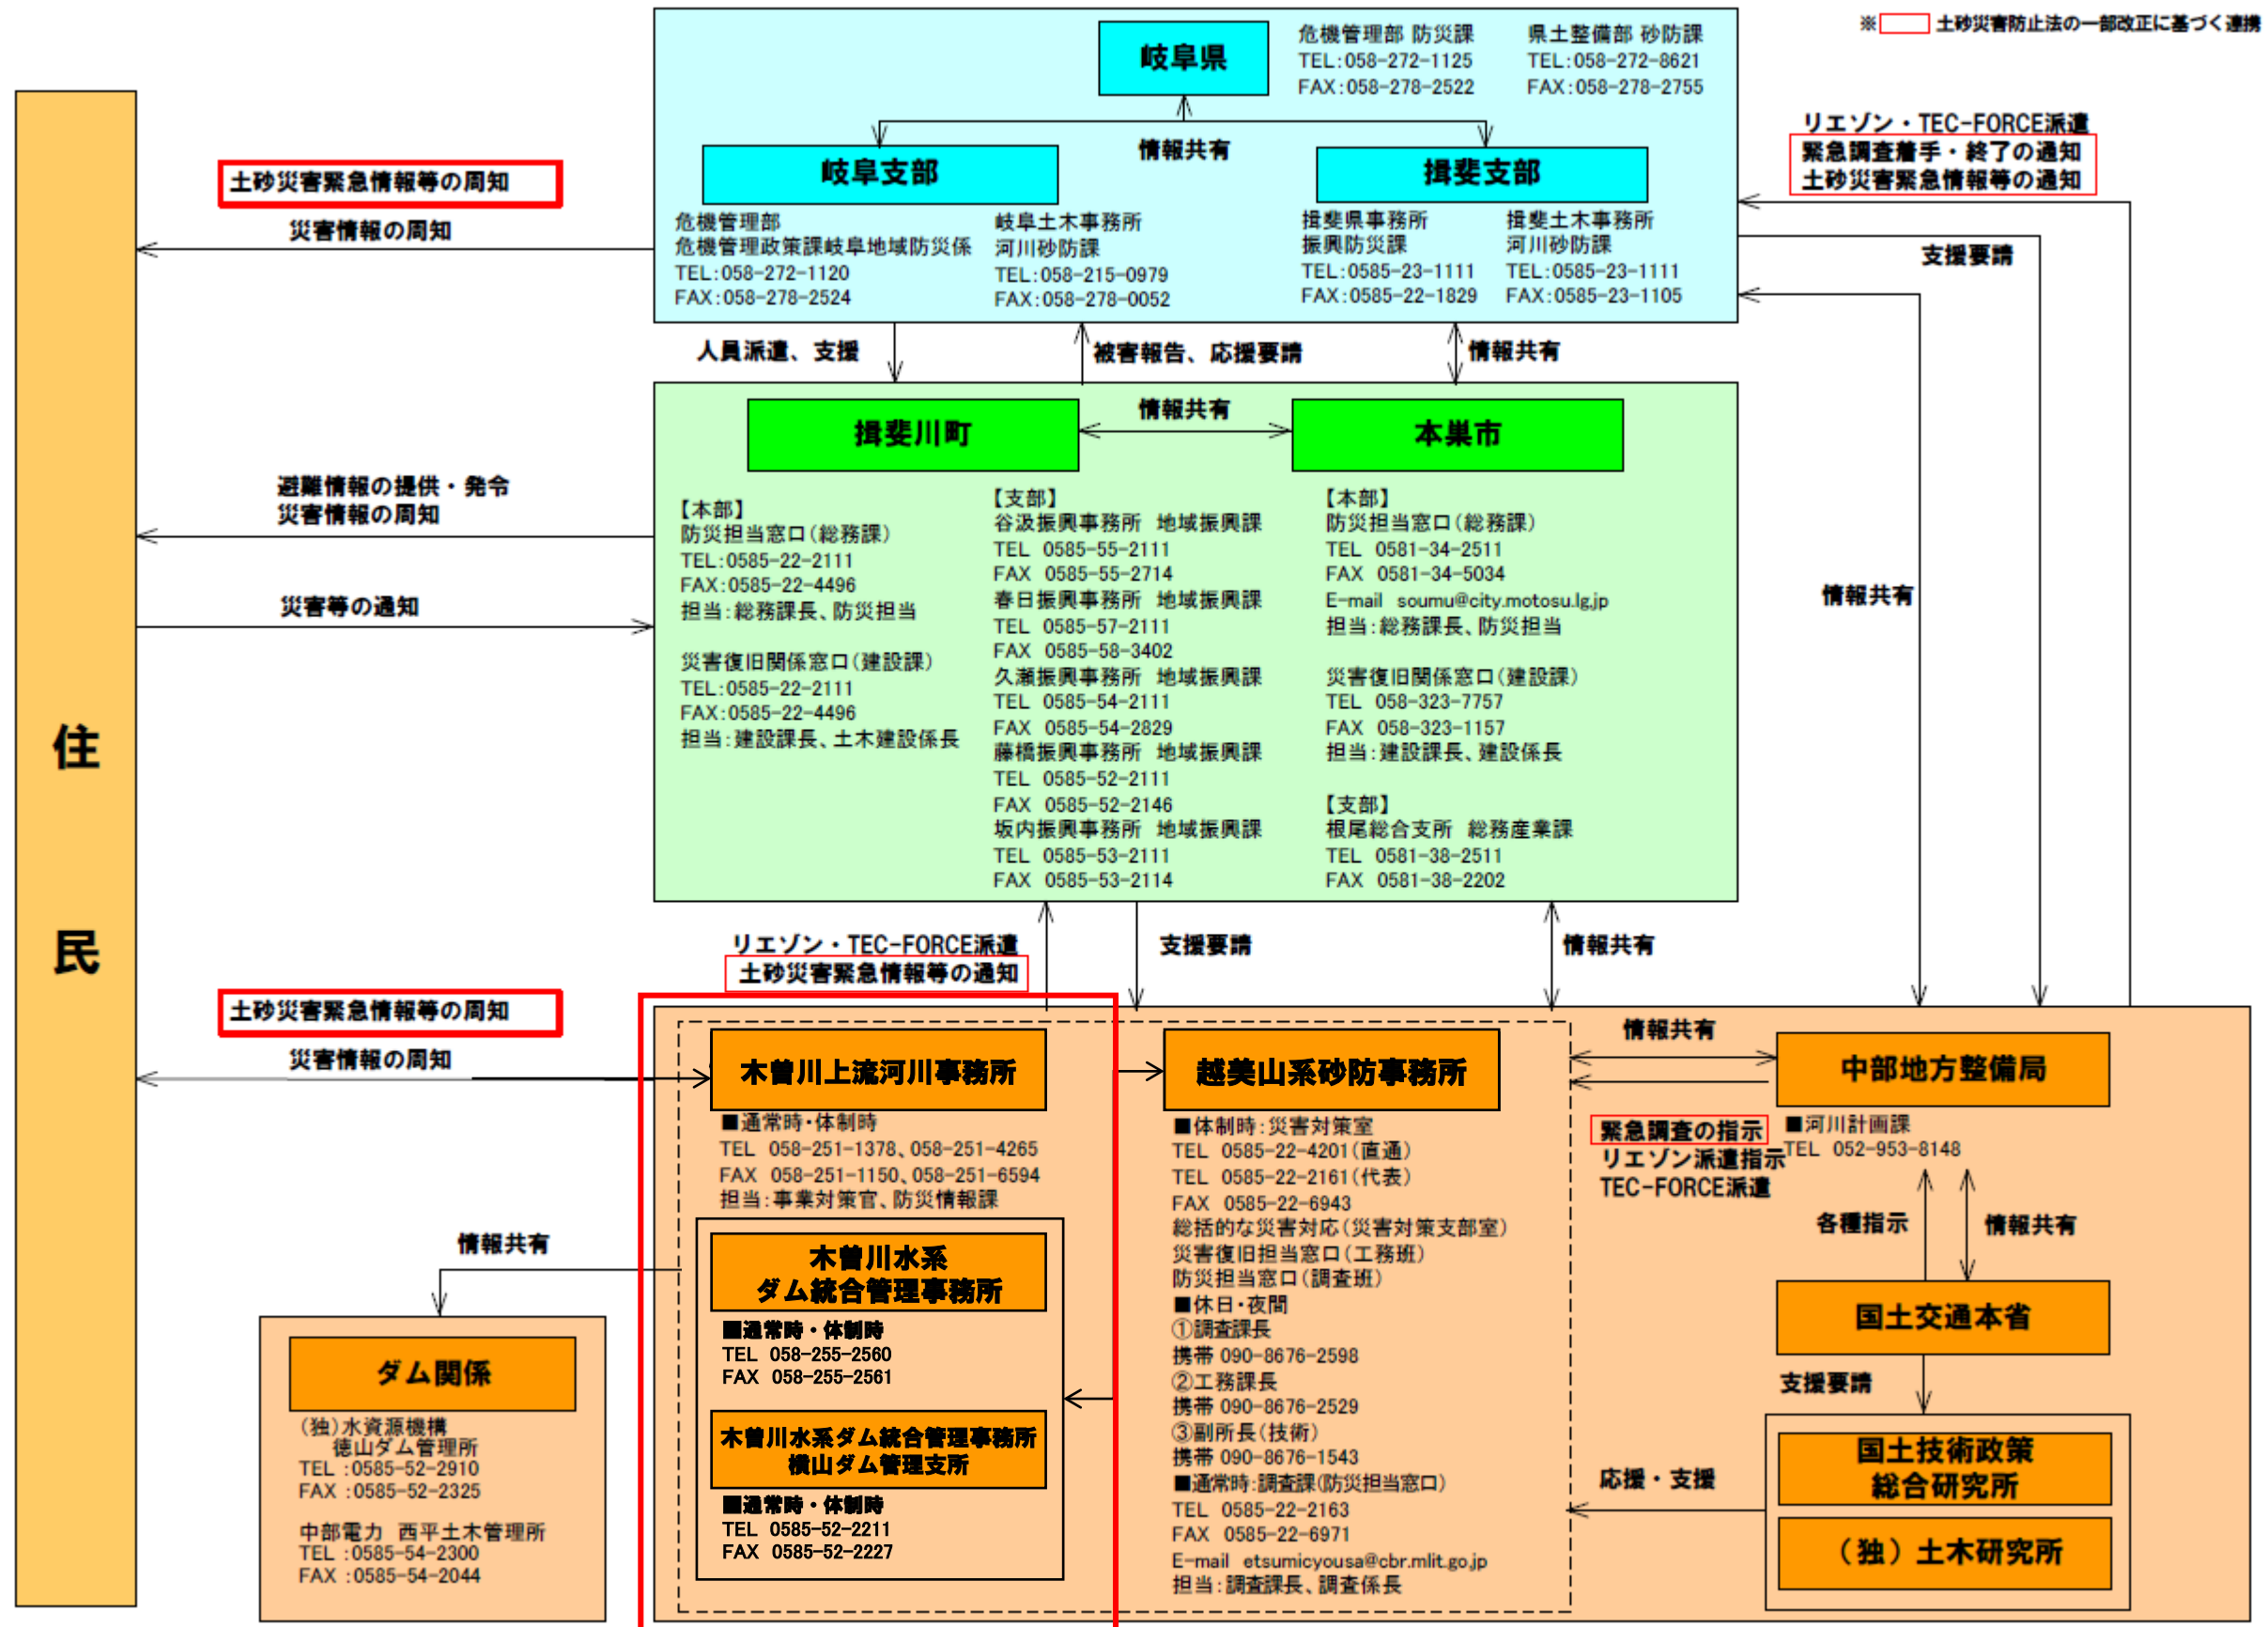 ※ 土砂災害防止法の一部改正に基づく連携
岐阜県
危機管理部 防災課
TEL:058-272-1125
FAX:058-278-2522
県土整備部 砂防課
TEL:058-272-8621
FAX:058-278-2755
情報共有
岐阜支部
揖斐支部
危機管理部
危機管理政策課岐阜地域防災係
TEL:058-272-1120
FAX:058-278-2524
岐阜土木事務所
河川砂防課
TEL:058-215-0979
FAX:058-278-0052
揖斐県事務所
振興防災課
TEL:0585-23-1111
FAX:0585-22-1829
揖斐土木事務所
河川砂防課
TEL:0585-23-1111
FAX:0585-23-1105
リエゾン・TEC-FORCE派遣
緊急調査着手・終了の通知
土砂災害緊急情報等の通知
支援要請
情報共有
土砂災害緊急情報等の周知
災害情報の周知
人員派遣、支援
被害報告、応援要請
情報共有
揖斐川町
情報共有
本巣市
避難情報の提供・発令
災害情報の周知
災害等の通知
住
民
【本部】
防災担当窓口(総務課)
TEL:0585-22-2111
FAX:0585-22-4496
担当:総務課長、防災担当
災害復旧関係窓口(建設課)
TEL:0585-22-2111
FAX:0585-22-4496
担当:建設課長、土木建設係長
【支部】
谷汲振興事務所 地域振興課
TEL 0585-55-2111
FAX 0585-55-2714
春日振興事務所 地域振興課
TEL 0585-57-2111
FAX 0585-58-3402
久瀬振興事務所 地域振興課
TEL 0585-54-2111
FAX 0585-54-2829
藤橋振興事務所 地域振興課
TEL 0585-52-2111
FAX 0585-52-2146
坂内振興事務所 地域振興課
TEL 0585-53-2111
FAX 0585-53-2114
【本部】
防災担当窓口(総務課)
TEL 0581-34-2511
FAX 0581-34-5034
E-mail soumu@city.motosu.lg.jp
担当:総務課長、防災担当
災害復旧関係窓口(建設課)
TEL 058-323-7757
FAX 058-323-1157
担当:建設課長、建設係長
【支部】
根尾総合支所 総務産業課
TEL 0581-38-2511
FAX 0581-38-2202
リエゾン・TEC-FORCE派遣
土砂災害緊急情報等の通知
支援要請
情報共有
土砂災害緊急情報等の周知
災害情報の周知
木曽川上流河川事務所
■通常時・体制時
TEL 058-251-1378、058-251-4265
FAX 058-251-1150、058-251-6594
担当:事業対策官、防災情報課
木曽川水系
ダム統合管理事務所
■通常時・体制時
TEL 058-255-2560
FAX 058-255-2561
木曽川水系ダム統合管理事務所
横山ダム管理支所
■通常時・体制時
TEL 0585-52-2211
FAX 0585-52-2227
情報共有
ダム関係
(独)水資源機構
徳山ダム管理所
TEL :0585-52-2910
FAX :0585-52-2325
中部電力 西平土木管理所
TEL :0585-54-2300
FAX :0585-54-2044
越美山系砂防事務所
■体制時:災害対策室
TEL 0585-22-4201(直通)
TEL 0585-22-2161(代表)
FAX 0585-22-6943
総括的な災害対応(災害対策支部室)
災害復旧担当窓口(工務班)
防災担当窓口(調査班)
■休日・夜間
①調査課長
携帯 090-8676-2598
②工務課長
携帯 090-8676-2529
③副所長(技術)
携帯 090-8676-1543
■通常時:調査課(防災担当窓口)
TEL 0585-22-2163
FAX 0585-22-6971
E-mail etsumicyousa@cbr.mlit.go.jp
担当:調査課長、調査係長
情報共有
中部地方整備局
緊急調査の指示
リエゾン派遣指示
TEC-FORCE派遣
■河川計画課
TEL 052-953-8148
各種指示
情報共有
国土交通本省
支援要請
応援・支援
国土技術政策
総合研究所
(独)土木研究所